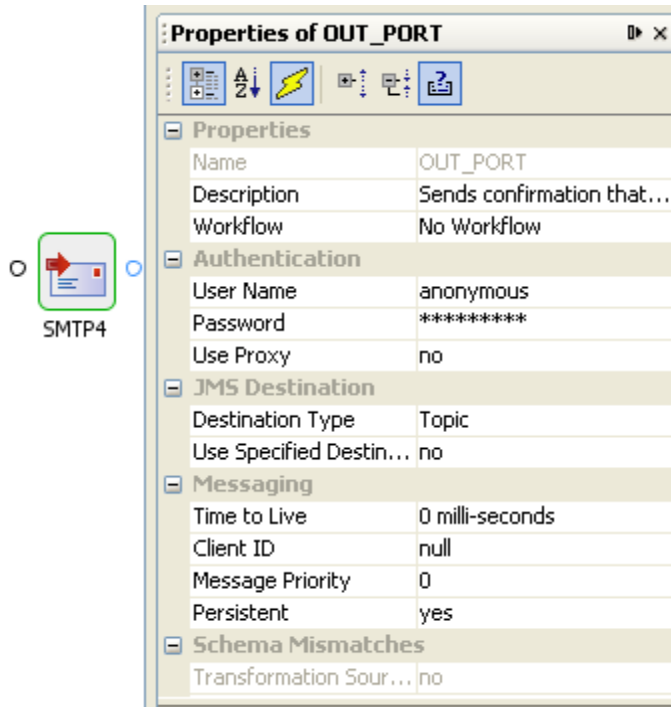 Properties of OUT_PORT
Properties
Name OUT_PORT
Description Sends confirmation that...
Workflow No Workflow
Authentication
User Name anonymous
Password *********
Use Proxy no
JMS Destination
Destination Type Topic
Use Specified Destin... no
Messaging
Time to Live 0 milli-seconds
Client ID null
Message Priority 0
Persistent yes
Schema Mismatches
Transformation Sour... no
SMTP4